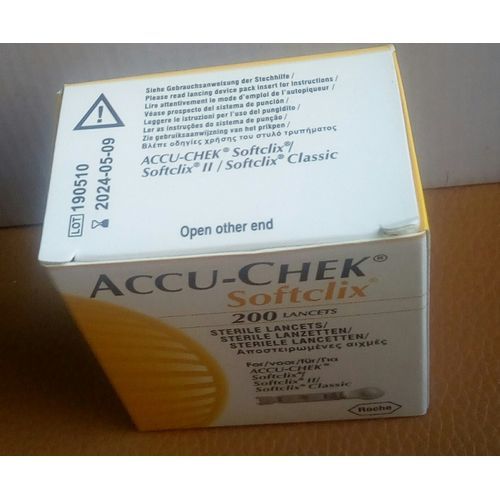 Siehe Gebrauchsanweisung der Stechhilfe/
Please read lancing device pack insert for instructions/
Lire attentivement le mode d'emploi de l'autopiqueur/
Véase prospecto del sistema de punción/
Leggere le istruzioni per l'uso del pungidito/
Ler as instruções do sistema de punção/
Zie gebruiksaanwijzing van het prikpen/
Βλέπε οδηγίες χρήσης του στυλό τρυπήματος
ACCU-CHEK® Softclix®/
Softclix® II / Softclix® Classic
LOT 190510
2024-05-09
Open other end
ACCU-CHEK®
Softclix®
200 LANCETS
STERILE LANCETS/
STERILE LANZETTEN/
STERIELE LANCETTEN/
Αποστειρωμένες αιχμές
For/voor/für/Για
ACCU-CHEK®
Softclix®/
Softclix® II/
Softclix® Classic
Roche